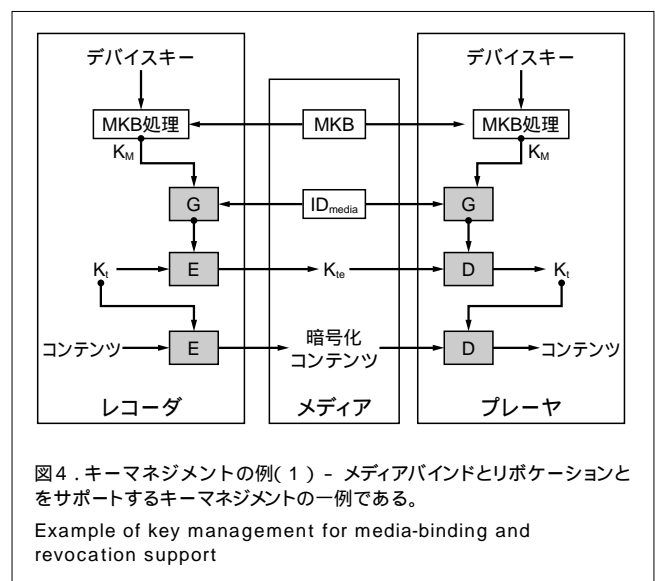 デバイスキー デバイスキー
MKB処理 MKB MKB処理
K_M K_M
G ID_media G
K_t E K_te D K_t
コンテンツ E 暗号化 D コンテンツ
コンテンツ
レコーダ メディア プレーヤ
図4．キーマネジメントの例(1) － メディアバインドとリボケーションと
をサポートするキーマネジメントの一例である。
Example of key management for media-binding and
revocation support